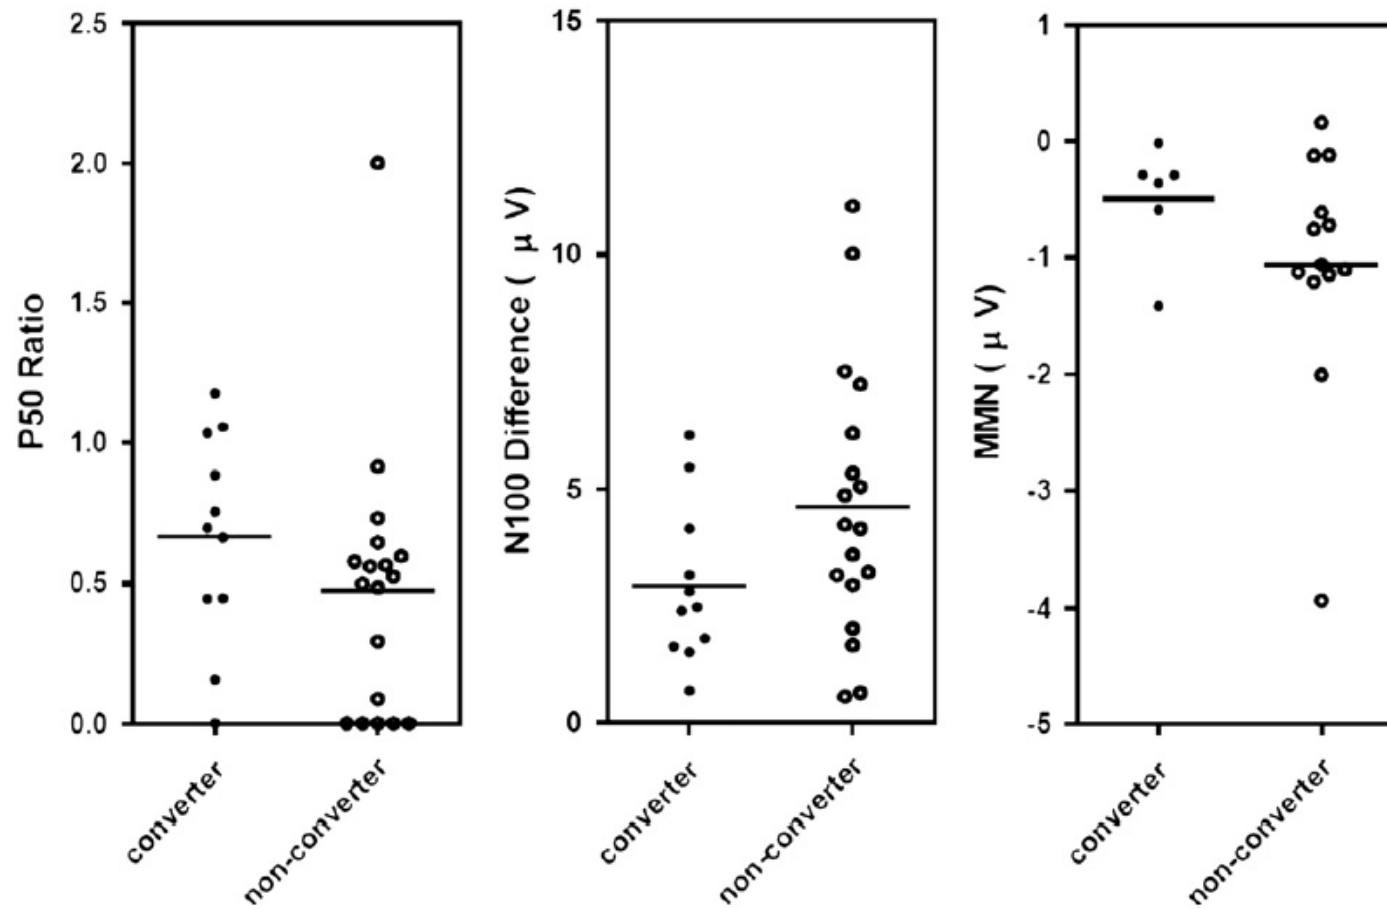 P50 Ratio
2.5
2.0
1.5
1.0
0.5
0.0
converter
non-converter
N100 Difference ( μ V)
15
10
5
0
converter
non-converter
MMN ( μ V)
1
0
-1
-2
-3
-4
-5
converter
non-converter